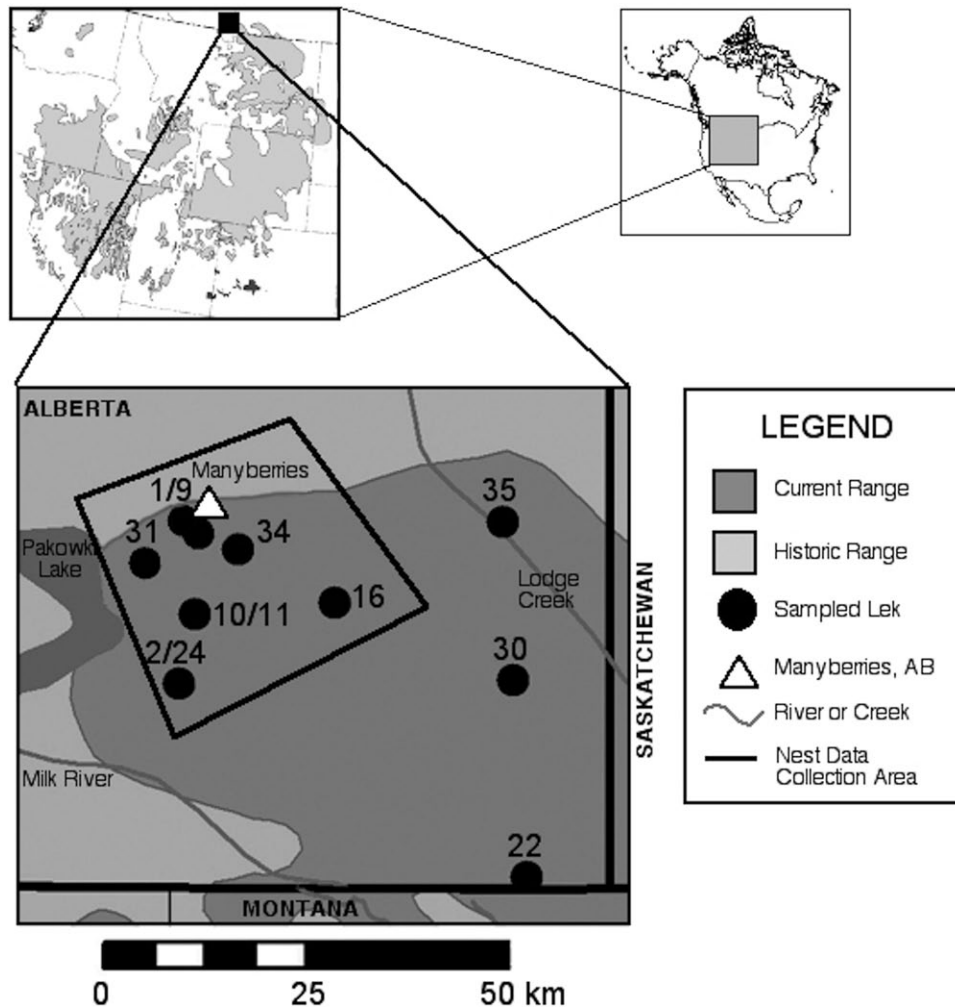 ALBERTA
Manyberries
1/9
35
31
34
Pakowki
Lake
Lodge
Creek
10/11
16
2/24
30
SASKATCHEWAN
Milk River
22
MONTANA
0
25
50 km
LEGEND
Current Range
Historic Range
Sampled Lek
Manyberries, AB
River or Creek
Nest Data
Collection Area